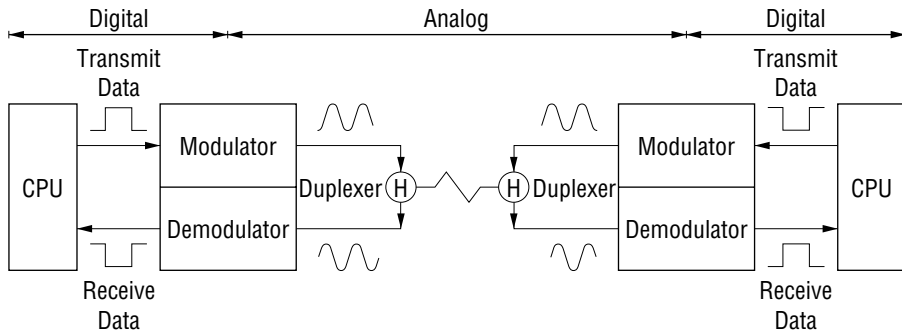 Digital
Analog
Digital
Transmit
Data
Transmit
Data
CPU
Modulator
Demodulator
Duplexer
H
H
Duplexer
Modulator
Demodulator
CPU
Receive
Data
Receive
Data